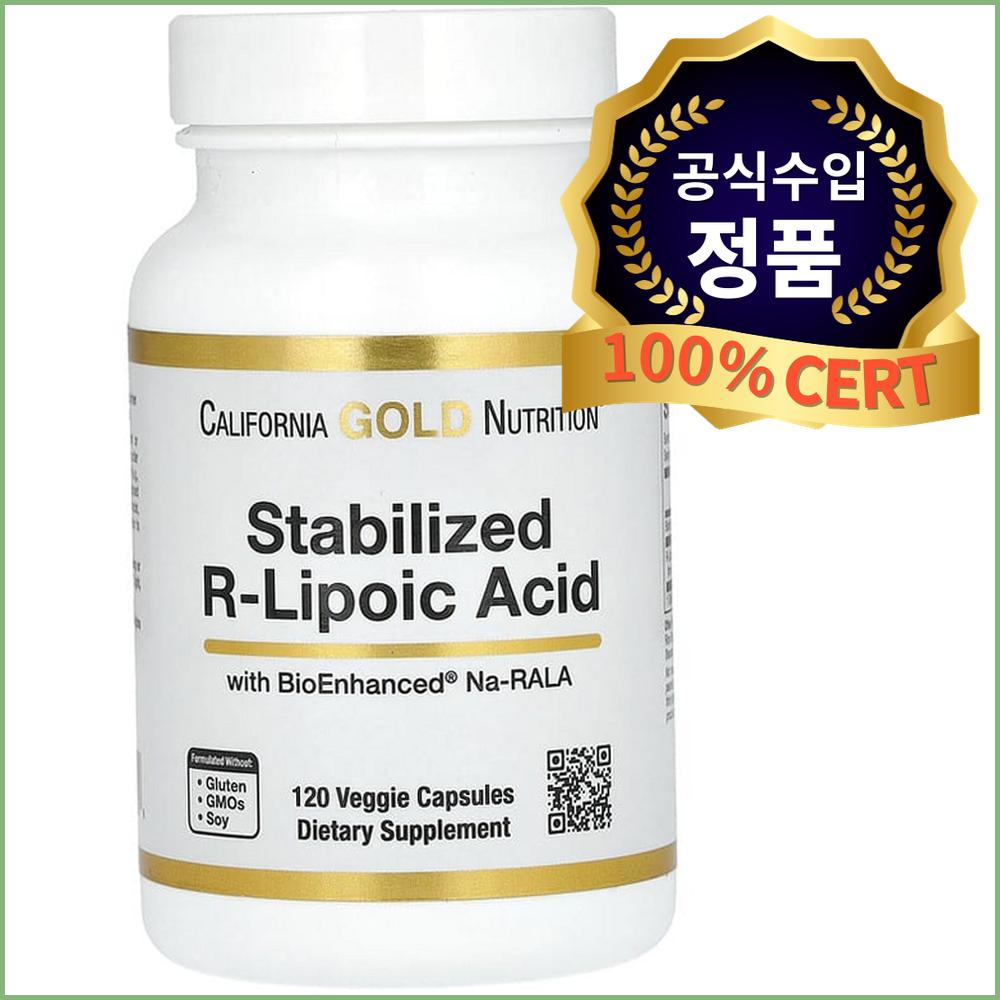 공식수입
정품
100% CERT
CALIFORNIA GOLD NUTRITION
Stabilized
R-Lipoic Acid
with BioEnhanced® Na-RALA
Formulated Without:
• Gluten
• GMOs
• Soy
120 Veggie Capsules
Dietary Supplement